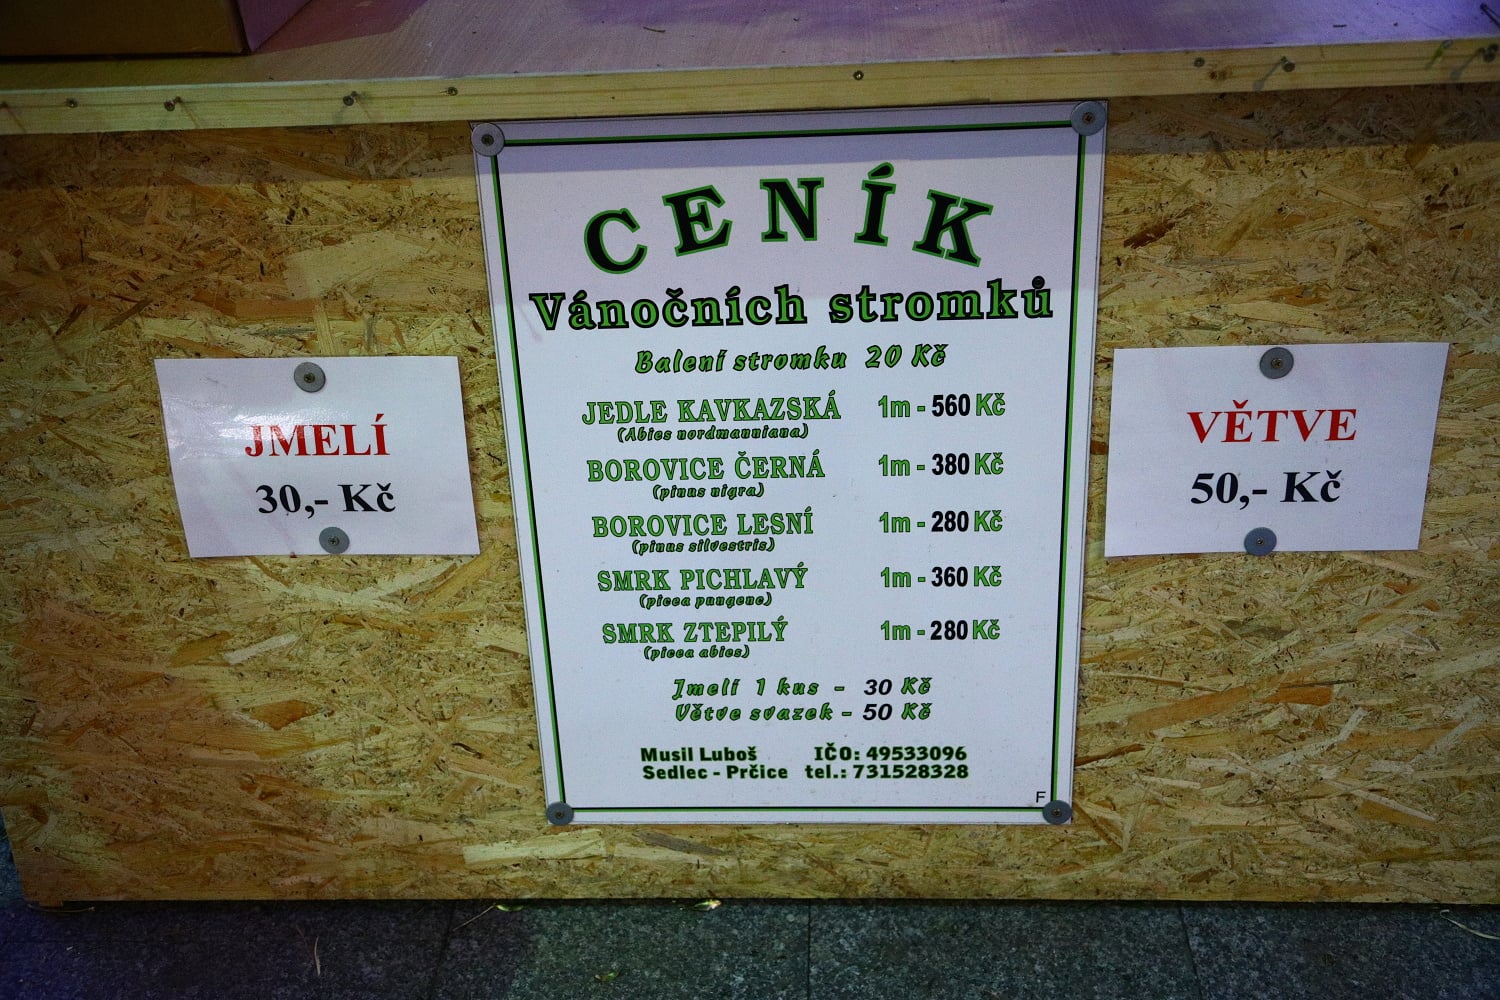 CENÍK
Vánočních stromků
Balení stromku 20 Kč
JEDLE KAVKAZSKÁ 1m - 560 Kč
(Abies nordmanniana)
BOROVICE ČERNÁ 1m - 380 Kč
(pinus nigra)
BOROVICE LESNÍ 1m - 280 Kč
(pinus silvestris)
SMRK PICHLAVÝ 1m - 360 Kč
(picea pungene)
SMRK ZTEPILÝ 1m - 280 Kč
(picea abies)
Jmelí 1 kus - 30 Kč
Větve svazek - 50 Kč
Musil Luboš IČO: 49533096
Sedlec - Prčice tel.: 731528328
F
JMELÍ
30,- Kč
VĚTVE
50,- Kč